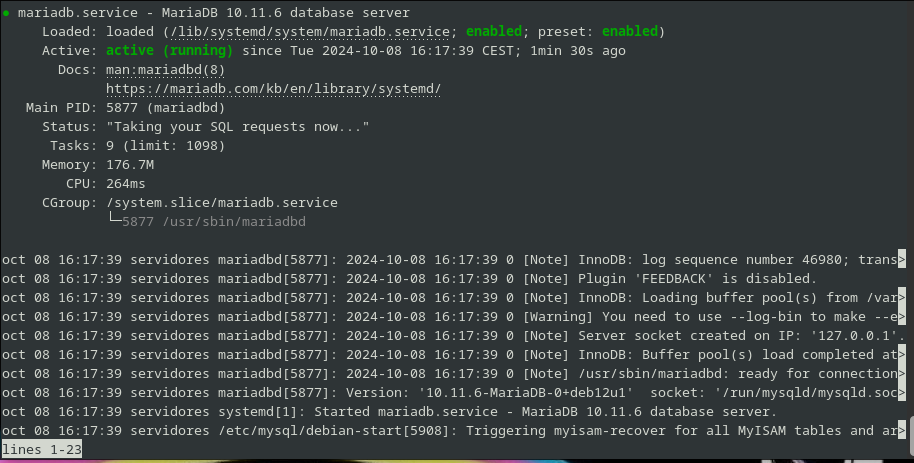 ● mariadb.service - MariaDB 10.11.6 database server
Loaded: loaded (/lib/systemd/system/mariadb.service; enabled; preset: enabled)
Active: active (running) since Tue 2024-10-08 16:17:39 CEST; 1min 30s ago
Docs: man:mariadbd(8)
https://mariadb.com/kb/en/library/systemd/
Main PID: 5877 (mariadbd)
Status: "Taking your SQL requests now..."
Tasks: 9 (limit: 1098)
Memory: 176.7M
CPU: 264ms
CGroup: /system.slice/mariadb.service
└─5877 /usr/sbin/mariadbd
oct 08 16:17:39 servidores mariadbd[5877]: 2024-10-08 16:17:39 0 [Note] InnoDB: log sequence number 46980; trans>
oct 08 16:17:39 servidores mariadbd[5877]: 2024-10-08 16:17:39 0 [Note] Plugin 'FEEDBACK' is disabled.
oct 08 16:17:39 servidores mariadbd[5877]: 2024-10-08 16:17:39 0 [Note] InnoDB: Loading buffer pool(s) from /var>
oct 08 16:17:39 servidores mariadbd[5877]: 2024-10-08 16:17:39 0 [Warning] You need to use --log-bin to make --e>
oct 08 16:17:39 servidores mariadbd[5877]: 2024-10-08 16:17:39 0 [Note] Server socket created on IP: '127.0.0.1'.
oct 08 16:17:39 servidores mariadbd[5877]: 2024-10-08 16:17:39 0 [Note] InnoDB: Buffer pool(s) load completed at>
oct 08 16:17:39 servidores mariadbd[5877]: 2024-10-08 16:17:39 0 [Note] /usr/sbin/mariadbd: ready for connection>
oct 08 16:17:39 servidores mariadbd[5877]: Version: '10.11.6-MariaDB-0+deb12u1'  socket: '/run/mysqld/mysqld.soc>
oct 08 16:17:39 servidores systemd[1]: Started mariadb.service - MariaDB 10.11.6 database server.
oct 08 16:17:39 servidores /etc/mysql/debian-start[5908]: Triggering myisam-recover for all MyISAM tables and ar>
lines 1-23